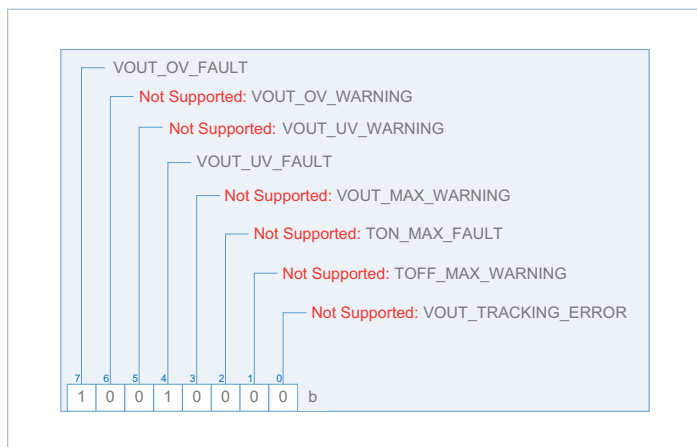 VOUT_OV_FAULT
Not Supported: VOUT_OV_WARNING
Not Supported: VOUT_UV_WARNING
VOUT_UV_FAULT
Not Supported: VOUT_MAX_WARNING
Not Supported: TON_MAX_FAULT
Not Supported: TOFF_MAX_WARNING
Not Supported: VOUT_TRACKING_ERROR
7 6 5 4 3 2 1 0
1 0 0 1 0 0 0 0 b